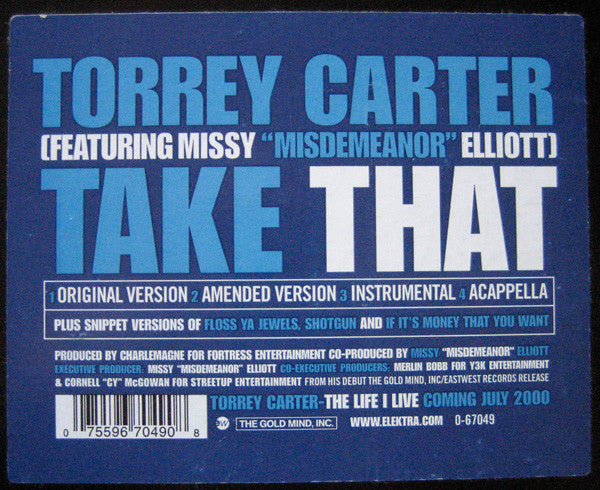 TORREY CARTER
(FEATURING MISSY "MISDEMEANOR" ELLIOTT)
TAKE THAT
1 ORIGINAL VERSION 2 AMENDED VERSION 3 INSTRUMENTAL 4 ACAPPELLA
PLUS SNIPPET VERSIONS OF FLOSS YA JEWELS, SHOTGUN AND IF IT'S MONEY THAT YOU WANT
PRODUCED BY CHARLEMAGNE FOR FORTRESS ENTERTAINMENT CO-PRODUCED BY MISSY "MISDEMEANOR" ELLIOTT
EXECUTIVE PRODUCER: MISSY "MISDEMEANOR" ELLIOTT CO-EXECUTIVE PRODUCERS: MERLIN BOBB FOR Y3K ENTERTAINMENT
& CORNELL "CY" McGOWAN FOR STREETUP ENTERTAINMENT FROM HIS DEBUT THE GOLD MIND, INC/EASTWEST RECORDS RELEASE
TORREY CARTER-THE LIFE I LIVE COMING JULY 2000
0 75596 70490 8
ew THE GOLD MIND, INC. WWW.ELEKTRA.COM 0-67049